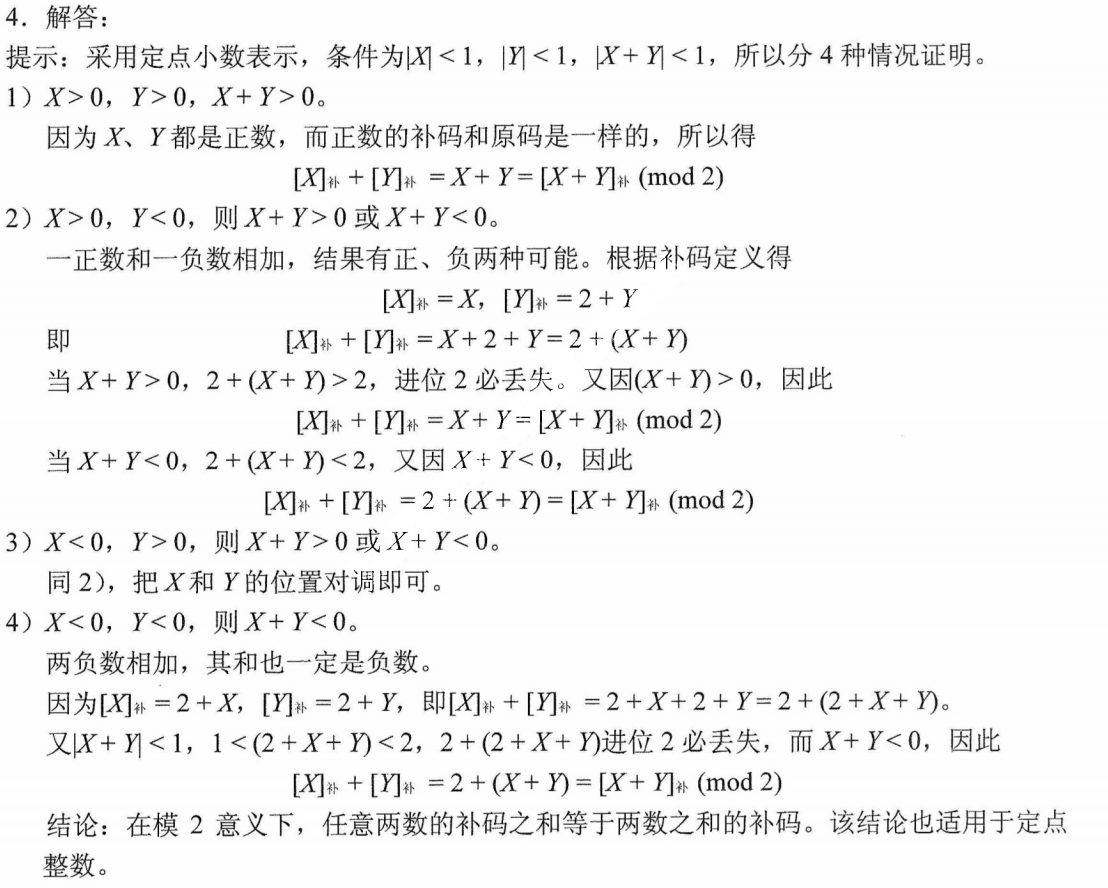 4．解答：
提示：采用定点小数表示，条件为|X| < 1，|Y| < 1，|X + Y| < 1，所以分 4 种情况证明。
1）X > 0，Y > 0，X + Y > 0。
因为 X、Y 都是正数，而正数的补码和原码是一样的，所以得
[X]补 + [Y]补 = X + Y = [X + Y]补 (mod 2)
2）X > 0，Y < 0，则 X + Y > 0 或 X + Y < 0。
一正数和一负数相加，结果有正、负两种可能。根据补码定义得
[X]补 = X，[Y]补 = 2 + Y
即 [X]补 + [Y]补 = X + 2 + Y = 2 + (X + Y)
当 X + Y > 0，2 + (X + Y) > 2，进位 2 必丢失。又因(X + Y) > 0，因此
[X]补 + [Y]补 = X + Y = [X + Y]补 (mod 2)
当 X + Y < 0，2 + (X + Y) < 2，又因 X + Y < 0，因此
[X]补 + [Y]补 = 2 + (X + Y) = [X + Y]补 (mod 2)
3）X < 0，Y > 0，则 X + Y > 0 或 X + Y < 0。
同 2），把 X 和 Y 的位置对调即可。
4）X < 0，Y < 0，则 X + Y < 0。
两负数相加，其和也一定是负数。
因为[X]补 = 2 + X，[Y]补 = 2 + Y，即[X]补 + [Y]补 = 2 + X + 2 + Y = 2 + (2 + X + Y)。
又|X + Y| < 1，1 < (2 + X + Y) < 2，2 + (2 + X + Y)进位 2 必丢失，而 X + Y < 0，因此
[X]补 + [Y]补 = 2 + (X + Y) = [X + Y]补 (mod 2)
结论：在模 2 意义下，任意两数的补码之和等于两数之和的补码。该结论也适用于定点
整数。